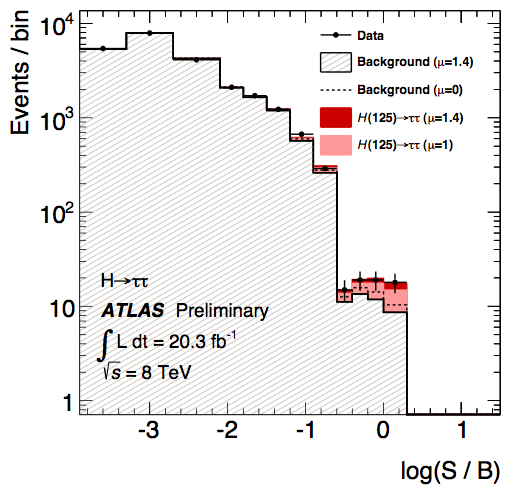 Events / bin
10⁴
10³
10²
10
1
Data
Background (μ=1.4)
Background (μ=0)
H(125)→ττ (μ=1.4)
H(125)→ττ (μ=1)
H→ττ
ATLAS Preliminary
∫ L dt = 20.3 fb⁻¹
√s = 8 TeV
-3 -2 -1 0 1
log(S / B)